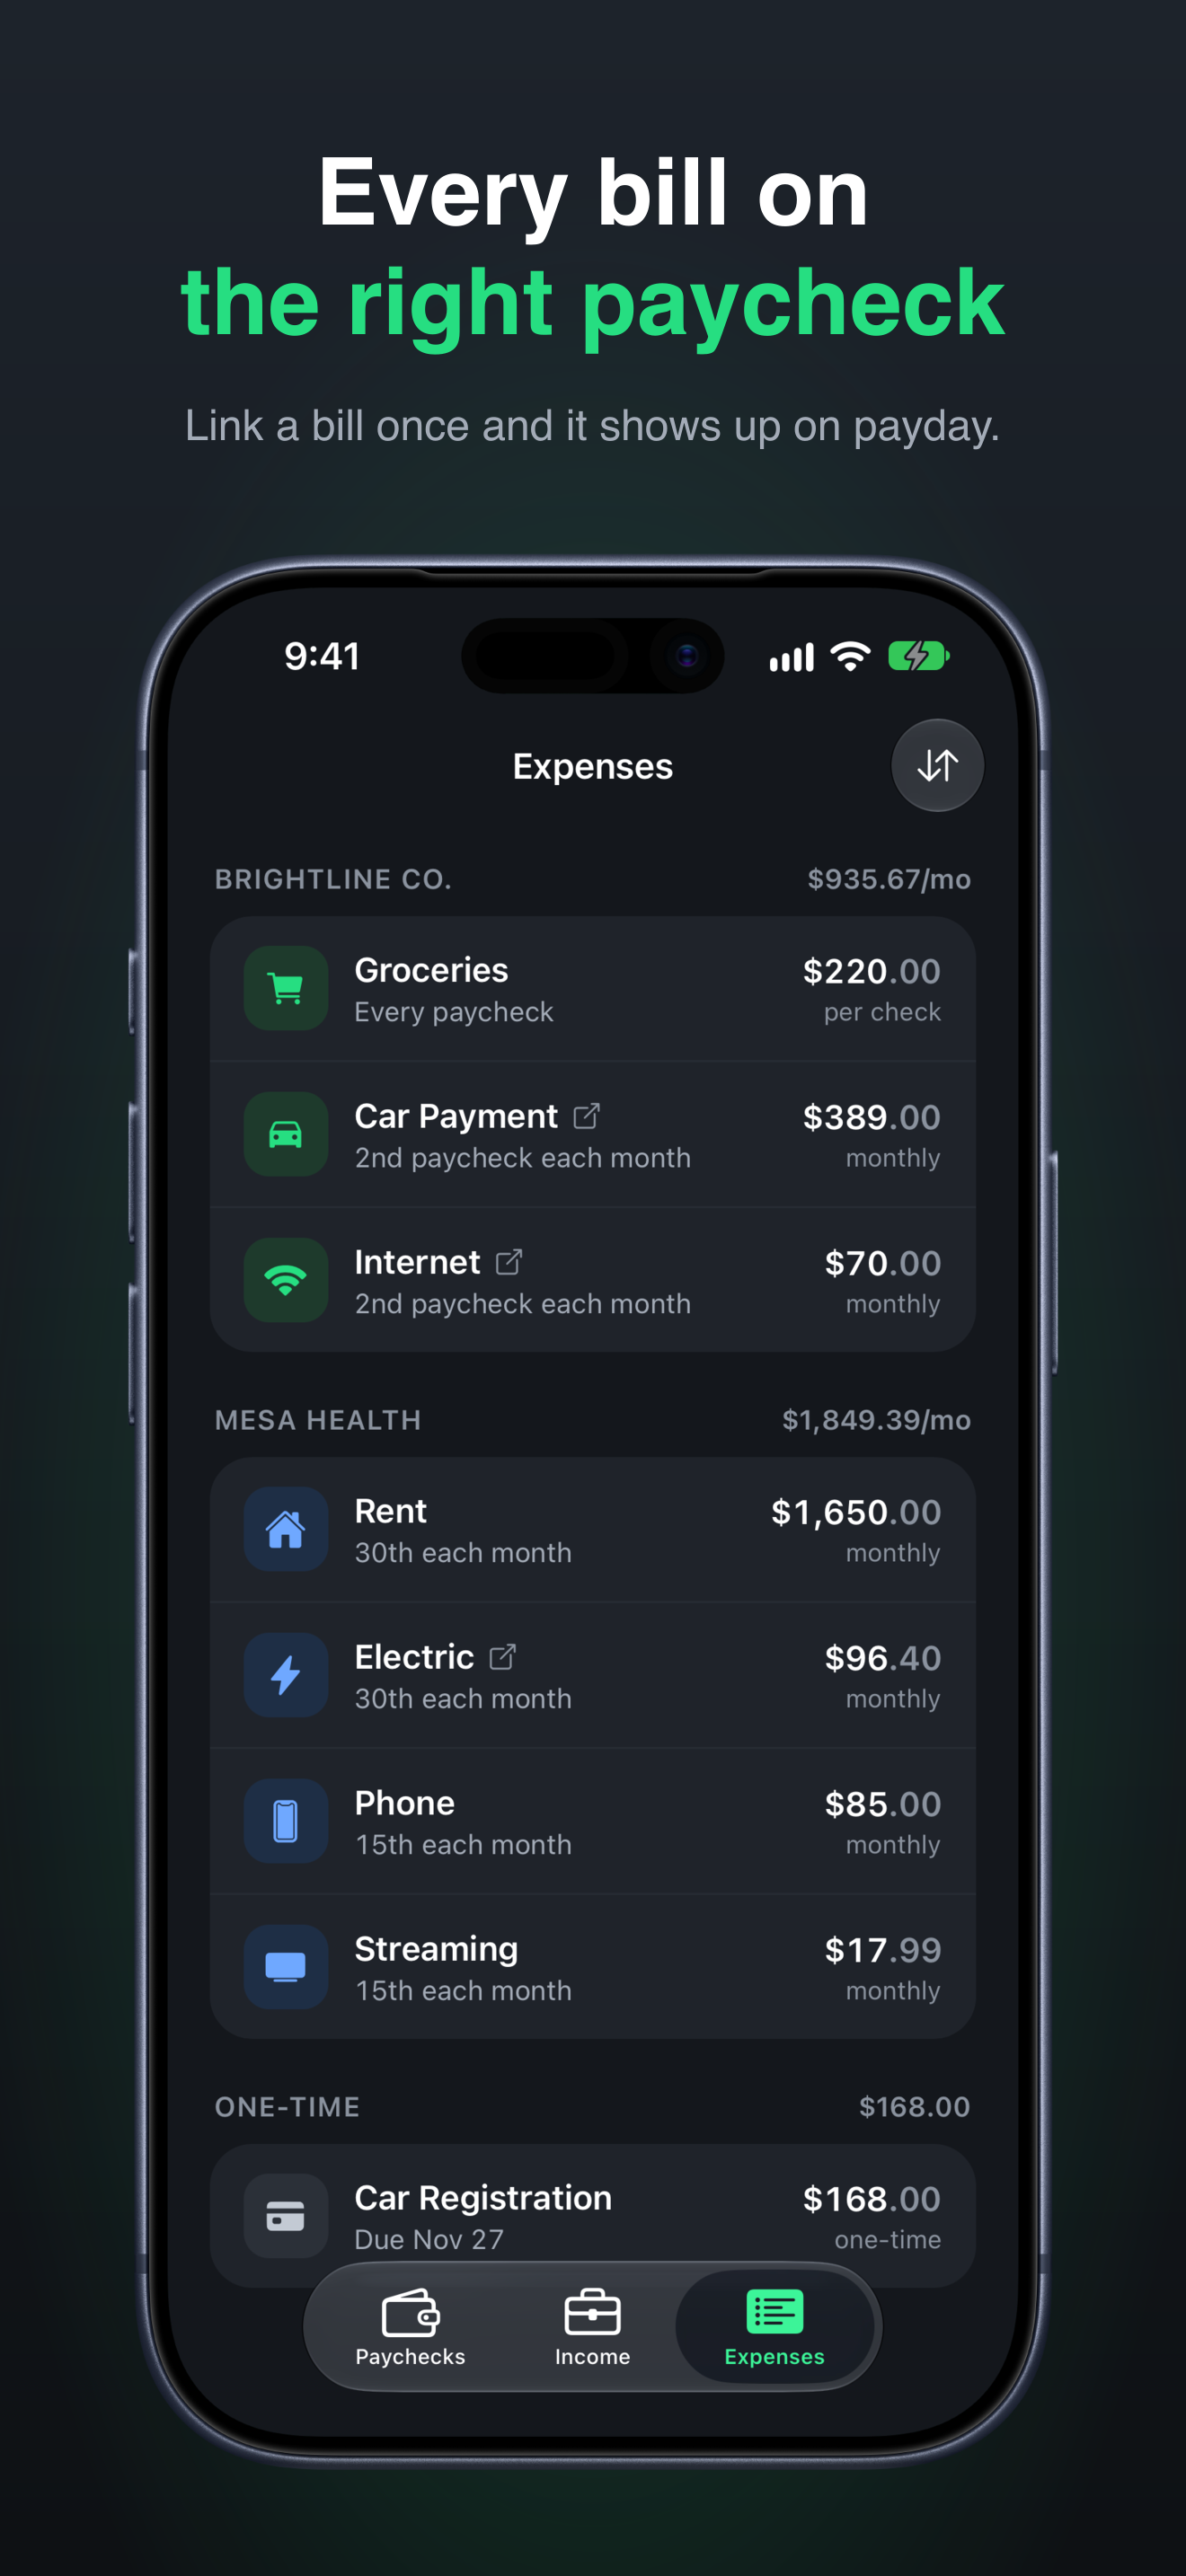 Every bill on
the right paycheck
Link a bill once and it shows up on payday.
9:41
Expenses
BRIGHTLINE CO. $935.67/mo
Groceries $220.00
Every paycheck per check
Car Payment $389.00
2nd paycheck each month monthly
Internet $70.00
2nd paycheck each month monthly
MESA HEALTH $1,849.39/mo
Rent $1,650.00
30th each month monthly
Electric $96.40
30th each month monthly
Phone $85.00
15th each month monthly
Streaming $17.99
15th each month monthly
ONE-TIME $168.00
Car Registration $168.00
Due Nov 27 one-time
Paychecks Income Expenses